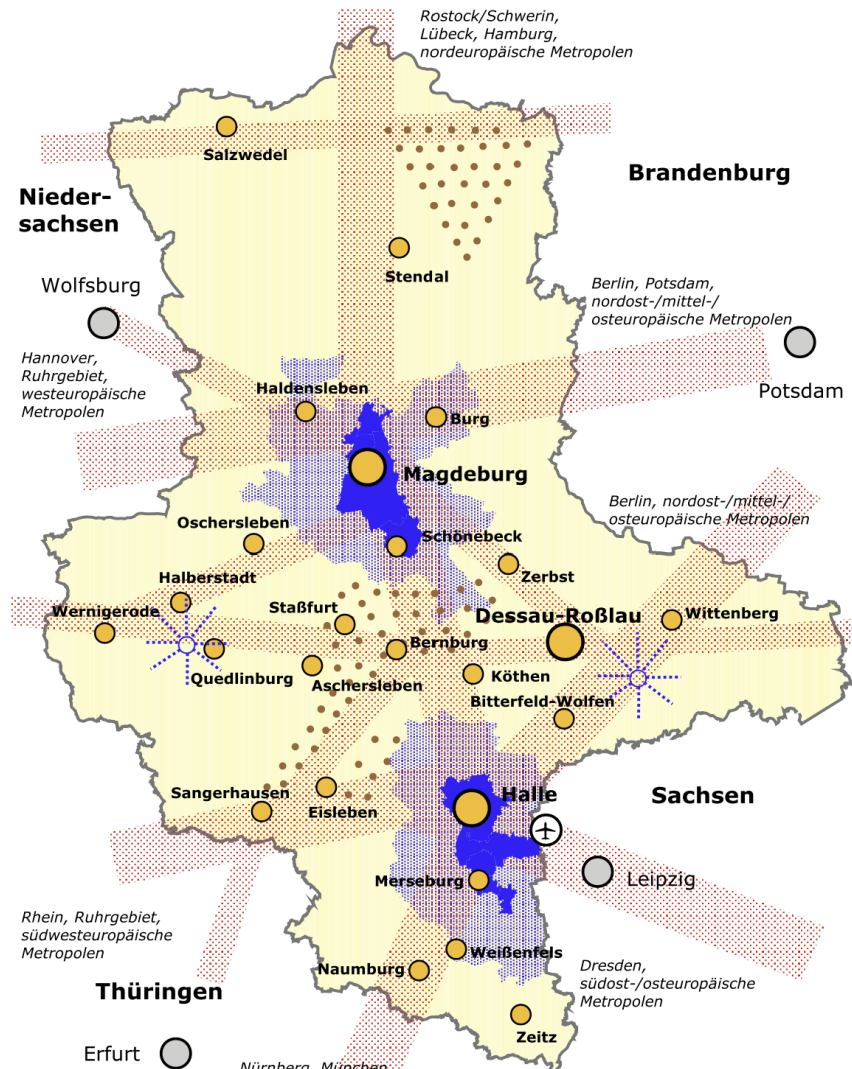 Rostock/Schwerin,
Lübeck, Hamburg,
nordeuropäische Metropolen
Salzwedel
Brandenburg
Nieder-
sachsen
Stendal
Wolfsburg
Berlin, Potsdam,
nordost-/mittel-/
osteuropäische Metropolen
Hannover,
Ruhrgebiet,
westeuropäische
Metropolen
Potsdam
Haldensleben
Burg
Magdeburg
Berlin, nordost-/mittel-/
osteuropäische Metropolen
Oschersleben
Schönebeck
Zerbst
Halberstadt
Wernigerode
Staßfurt
Dessau-Roßlau
Wittenberg
Bernburg
Quedlinburg
Aschersleben
Köthen
Bitterfeld-Wolfen
Sangerhausen
Eisleben
Halle
Sachsen
Merseburg
Leipzig
Rhein, Ruhrgebiet,
südwesteuropäische
Metropolen
Weißenfels
Naumburg
Dresden,
südost-/osteuropäische
Metropolen
Thüringen
Zeitz
Erfurt
Nürnberg, München